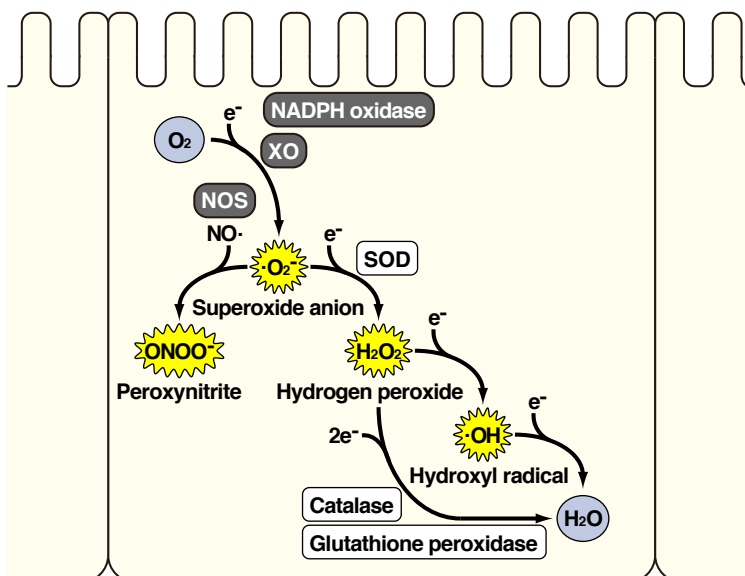 NADPH oxidase
e-
O2
XO
NOS
NO·
e-
SOD
·O2-
Superoxide anion
e-
ONOO-
H2O2
Peroxynitrite
Hydrogen peroxide
e-
2e-
·OH
Hydroxyl radical
Catalase
H2O
Glutathione peroxidase